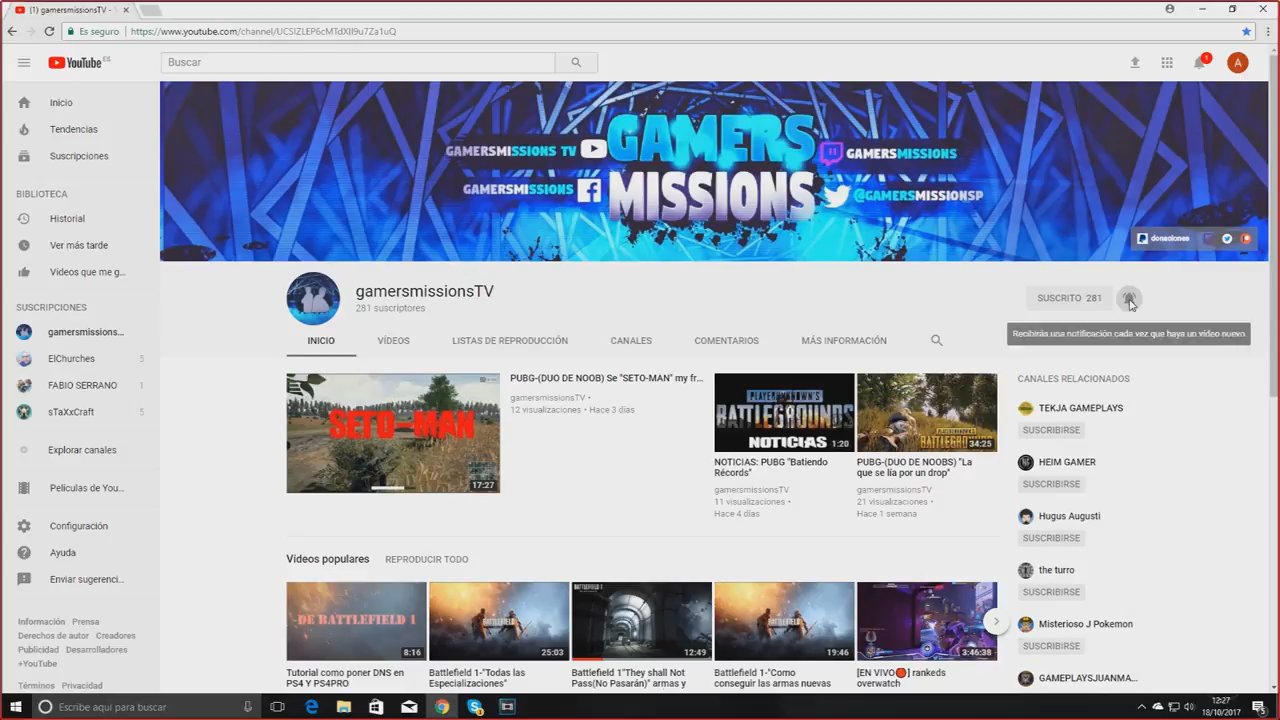 (1) gamersmissionsTV -
Es seguro
https://www.youtube.com/channel/UCSIZLEP6cMTdXII9u7Za1uQ
YouTube ES
Buscar
1
A
Inicio
Tendencias
Suscripciones
BIBLIOTECA
Historial
Ver más tarde
Vídeos que me g...
SUSCRIPCIONES
gamersmissions...
ElChurches 5
FABIO SERRANO 1
sTaXxCraft 5
Explorar canales
Películas de You...
Configuración
Ayuda
Enviar sugerenci...
Información Prensa
Derechos de autor Creadores
Publicidad Desarrolladores
+YouTube
Términos Privacidad
GAMERSMISSIONS TV
GAMERS
MISSIONS
GAMERSMISSIONS
GAMERSMISSIONS
@GAMERSMISSIONSP
donaciones
gamersmissionsTV
281 suscriptores
SUSCRITO 281
Recibirás una notificación cada vez que haya un vídeo nuevo
INICIO
VÍDEOS
LISTAS DE REPRODUCCIÓN
CANALES
COMENTARIOS
MÁS INFORMACIÓN
SETO-MAN
17:27
PUBG-(DUO DE NOOB) Se "SETO-MAN" my fr...
gamersmissionsTV •
12 visualizaciones • Hace 3 días
PLAYERUNKNOWN'S
BATTLEGROUNDS
NOTICIAS
1:20
NOTICIAS: PUBG "Batiendo
Récords"
gamersmissionsTV
11 visualizaciones •
Hace 4 días
BATTLEGROUNDS
34:25
PUBG-(DUO DE NOOBS) "La
que se lía por un drop"
gamersmissionsTV
21 visualizaciones •
Hace 1 semana
CANALES RELACIONADOS
TEKJA GAMEPLAYS
SUSCRIBIRSE
HEIM GAMER
SUSCRIBIRSE
Hugus Augusti
SUSCRIBIRSE
the turro
SUSCRIBIRSE
Misterioso J Pokemon
SUSCRIBIRSE
GAMEPLAYSJUANMA...
Vídeos populares
REPRODUCIR TODO
DE BATTLEFIELD 1
8:16
Tutorial como poner DNS en
PS4 Y PS4PRO
25:03
Battlefield 1-"Todas las
Especializaciones"
BATTLEFIELD 1
12:49
Battlefield 1"They shall Not
Pass(No Pasarán)" armas y
19:46
Battlefield 1-"Como
conseguir las armas nuevas
3:46:38
[EN VIVO🔴] rankeds
overwatch
Escribe aquí para buscar
12:27
18/10/2017
5